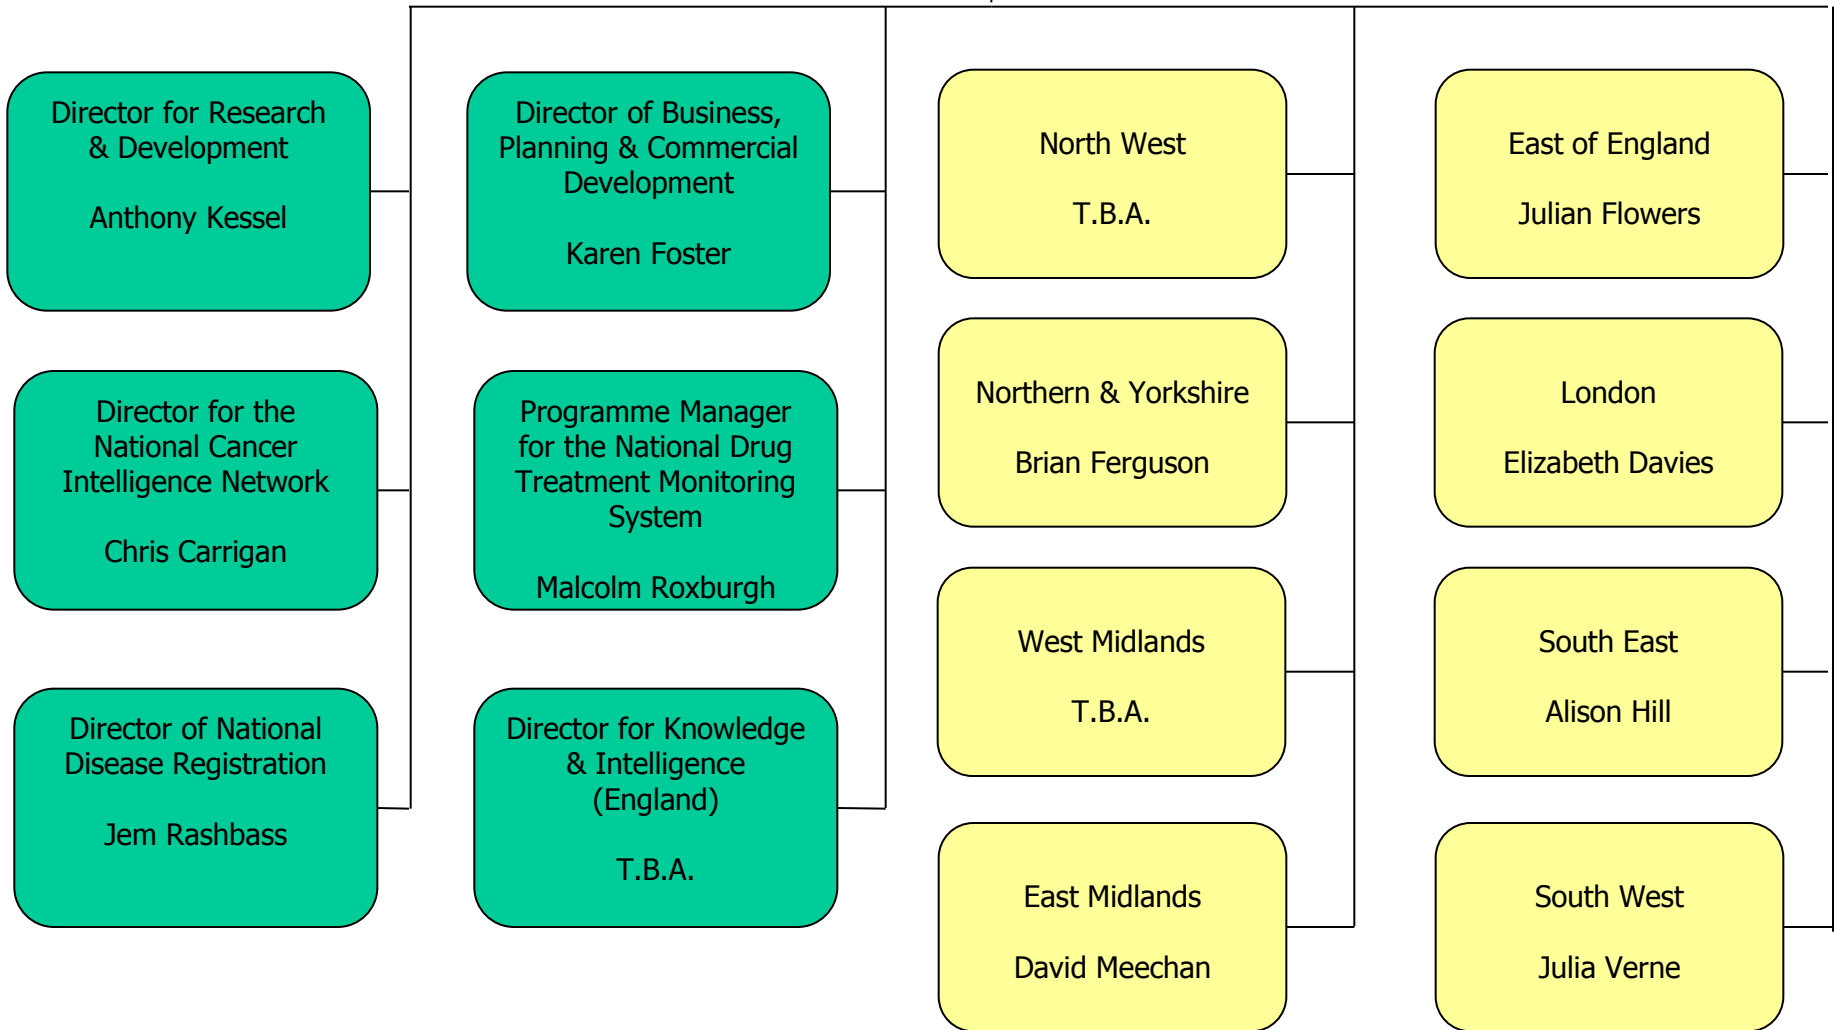 Director for Research
& Development
Anthony Kessel
Director of Business,
Planning & Commercial
Development
Karen Foster
North West
T.B.A.
East of England
Julian Flowers
Director for the
National Cancer
Intelligence Network
Chris Carrigan
Programme Manager
for the National Drug
Treatment Monitoring
System
Malcolm Roxburgh
Northern & Yorkshire
Brian Ferguson
London
Elizabeth Davies
West Midlands
T.B.A.
South East
Alison Hill
Director of National
Disease Registration
Jem Rashbass
Director for Knowledge
& Intelligence
(England)
T.B.A.
East Midlands
David Meechan
South West
Julia Verne